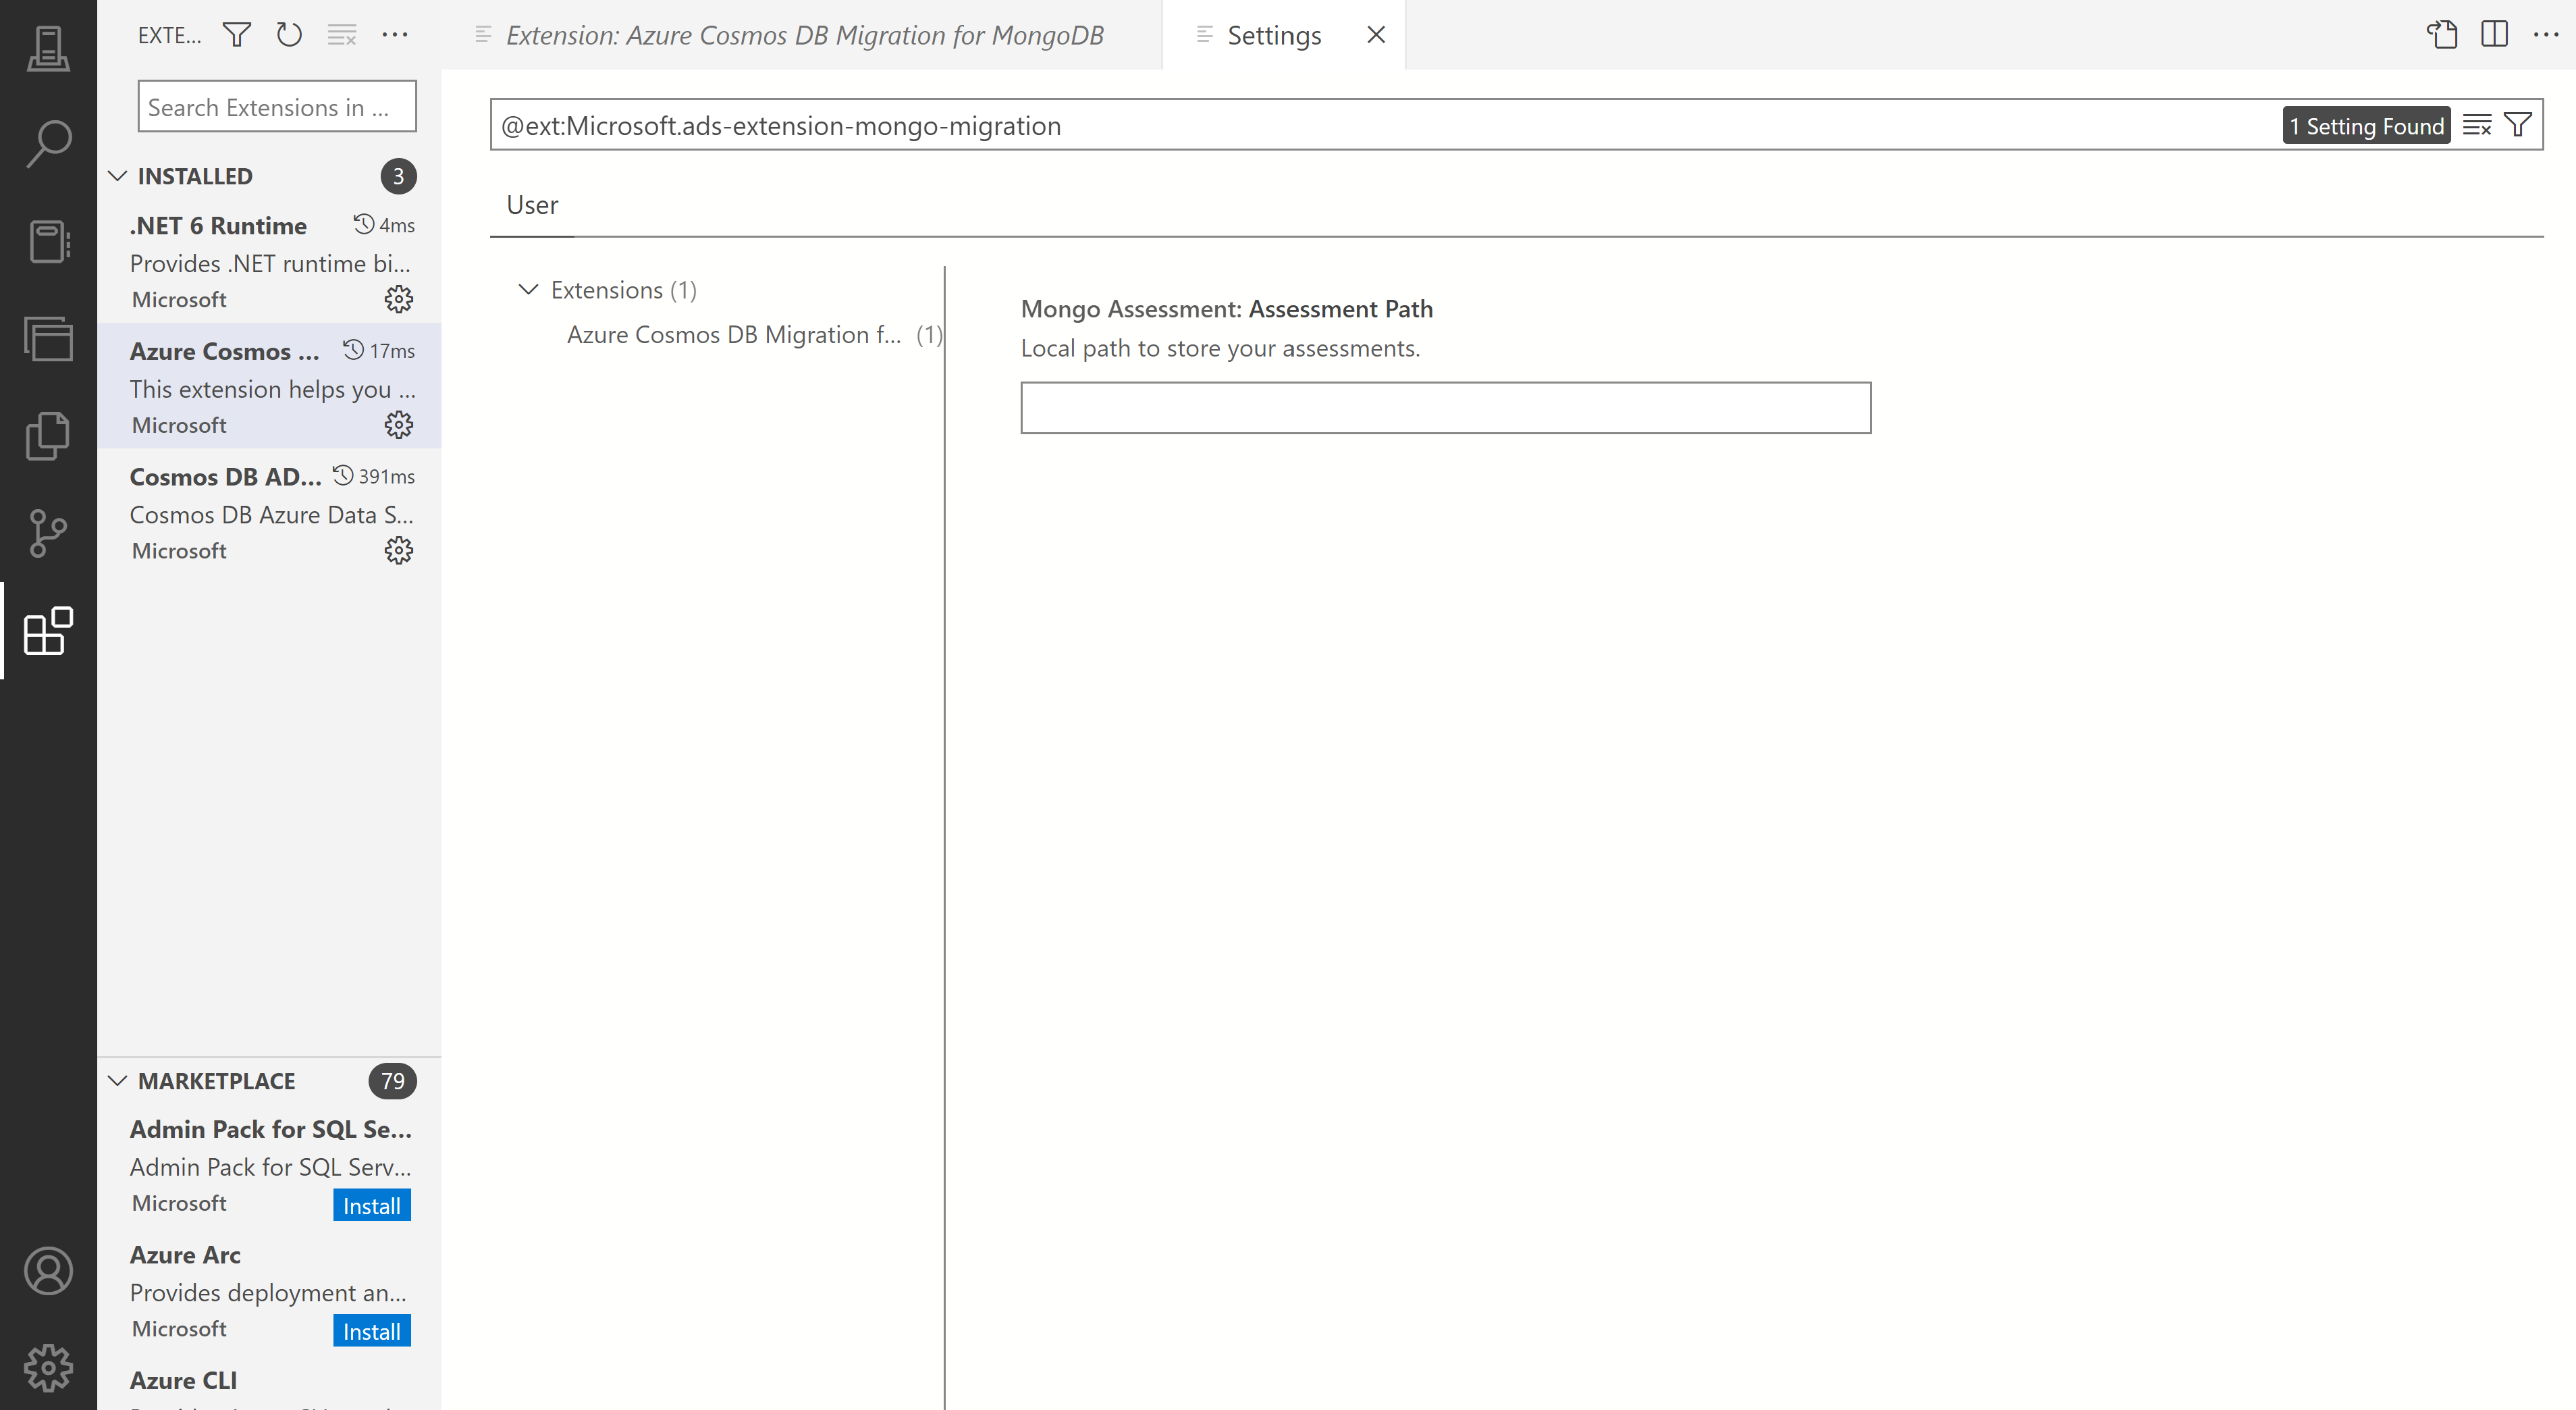 EXTE...
Search Extensions in ...
INSTALLED 3
.NET 6 Runtime 4ms
Provides .NET runtime bi...
Microsoft
Azure Cosmos ... 17ms
This extension helps you ...
Microsoft
Cosmos DB AD... 391ms
Cosmos DB Azure Data S...
Microsoft
MARKETPLACE 79
Admin Pack for SQL Se...
Admin Pack for SQL Serv...
Microsoft Install
Azure Arc
Provides deployment an...
Microsoft Install
Azure CLI
Extension: Azure Cosmos DB Migration for MongoDB
Settings
@ext:Microsoft.ads-extension-mongo-migration
1 Setting Found
User
Extensions (1)
Azure Cosmos DB Migration f... (1)
Mongo Assessment: Assessment Path
Local path to store your assessments.